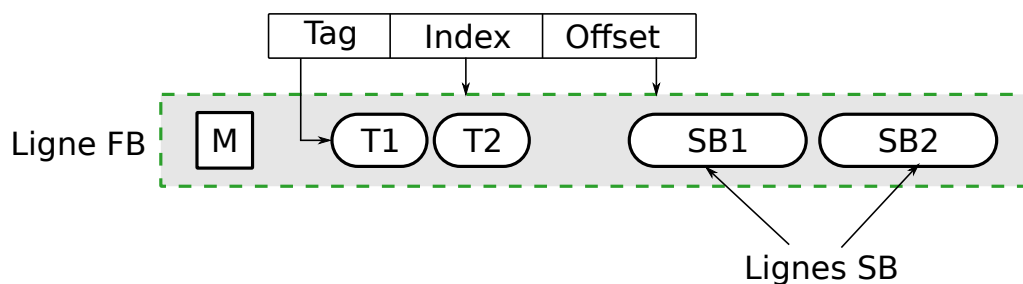 Tag Index Offset
Ligne FB M T1 T2 SB1 SB2
Lignes SB